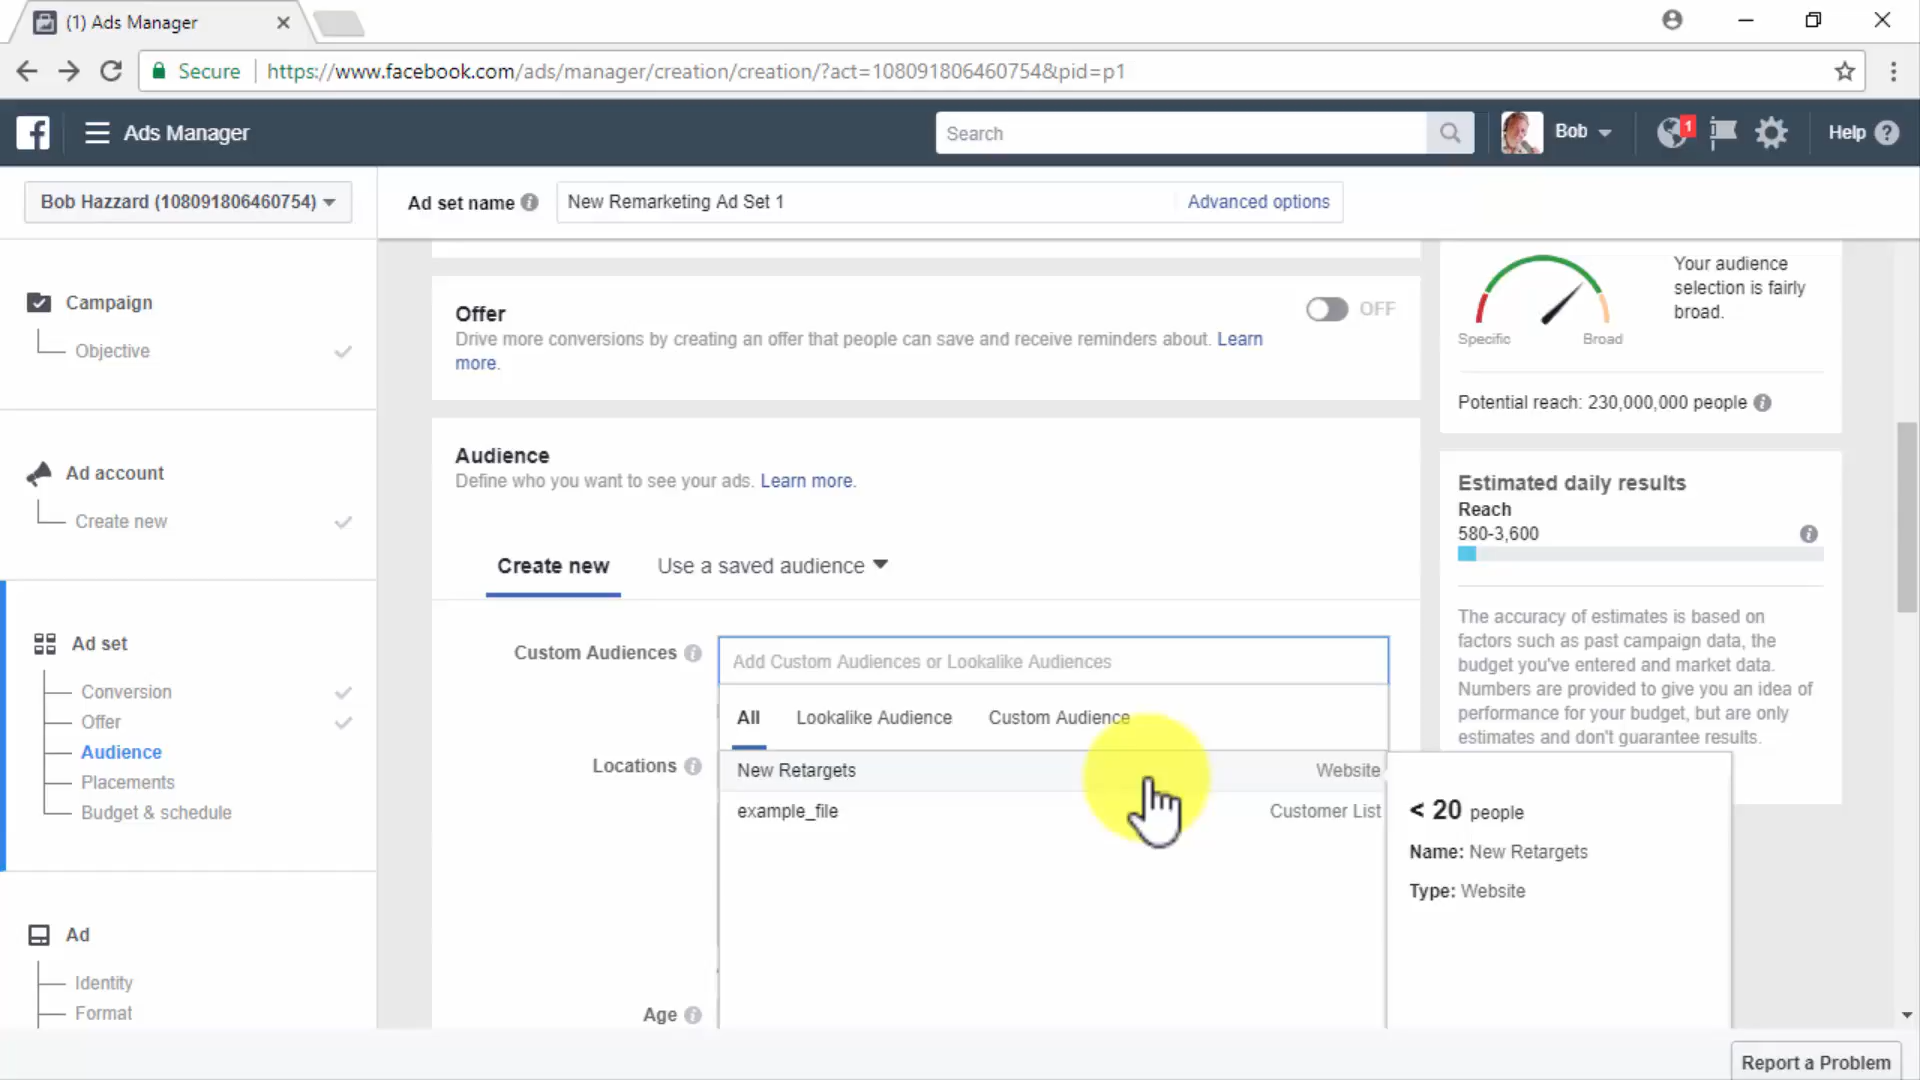 (1) Ads Manager
Secure https://www.facebook.com/ads/manager/creation/creation/?act=108091806460754&pid=p1
Ads Manager
Search
Bob
1
Help
Bob Hazzard (108091806460754)
Ad set name
New Remarketing Ad Set 1
Advanced options
Campaign
Objective
Ad account
Create new
Ad set
Conversion
Offer
Audience
Placements
Budget & schedule
Ad
Identity
Format
Offer
OFF
Drive more conversions by creating an offer that people can save and receive reminders about. Learn
more.
Audience
Define who you want to see your ads. Learn more.
Create new
Use a saved audience
Custom Audiences
Add Custom Audiences or Lookalike Audiences
All
Lookalike Audience
Custom Audience
Locations
New Retargets
Website
example_file
Customer List
Age
< 20 people
Name: New Retargets
Type: Website
Your audience
selection is fairly
broad.
Specific
Broad
Potential reach: 230,000,000 people
Estimated daily results
Reach
580-3,600
The accuracy of estimates is based on
factors such as past campaign data, the
budget you've entered and market data.
Numbers are provided to give you an idea of
performance for your budget, but are only
estimates and don't guarantee results.
Report a Problem